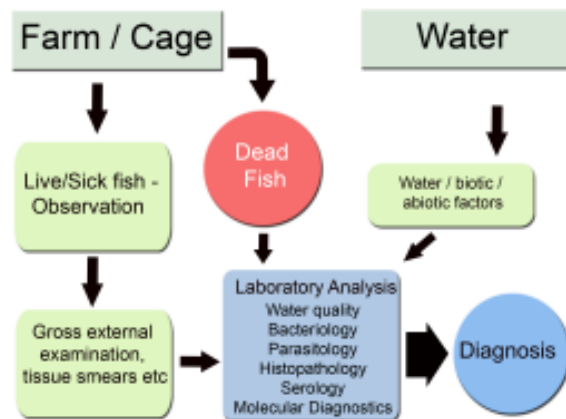 Farm / Cage
Water
Dead
Fish
Live/Sick fish -
Observation
Water / biotic /
abiotic factors
Gross external
examination,
tissue smears etc
Laboratory Analysis
Water quality
Bacteriology
Parasitology
Histopathology
Serology
Molecular Diagnostics
Diagnosis